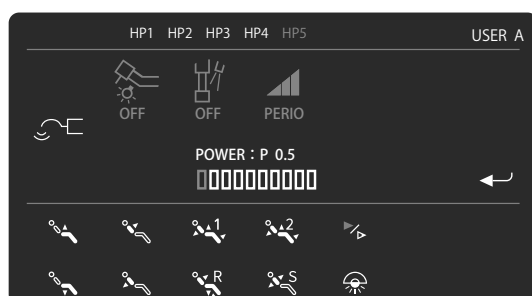 HP1 HP2 HP3 HP4 HP5 USER A
OFF OFF PERIO
POWER : P 0.5
1 2
R S